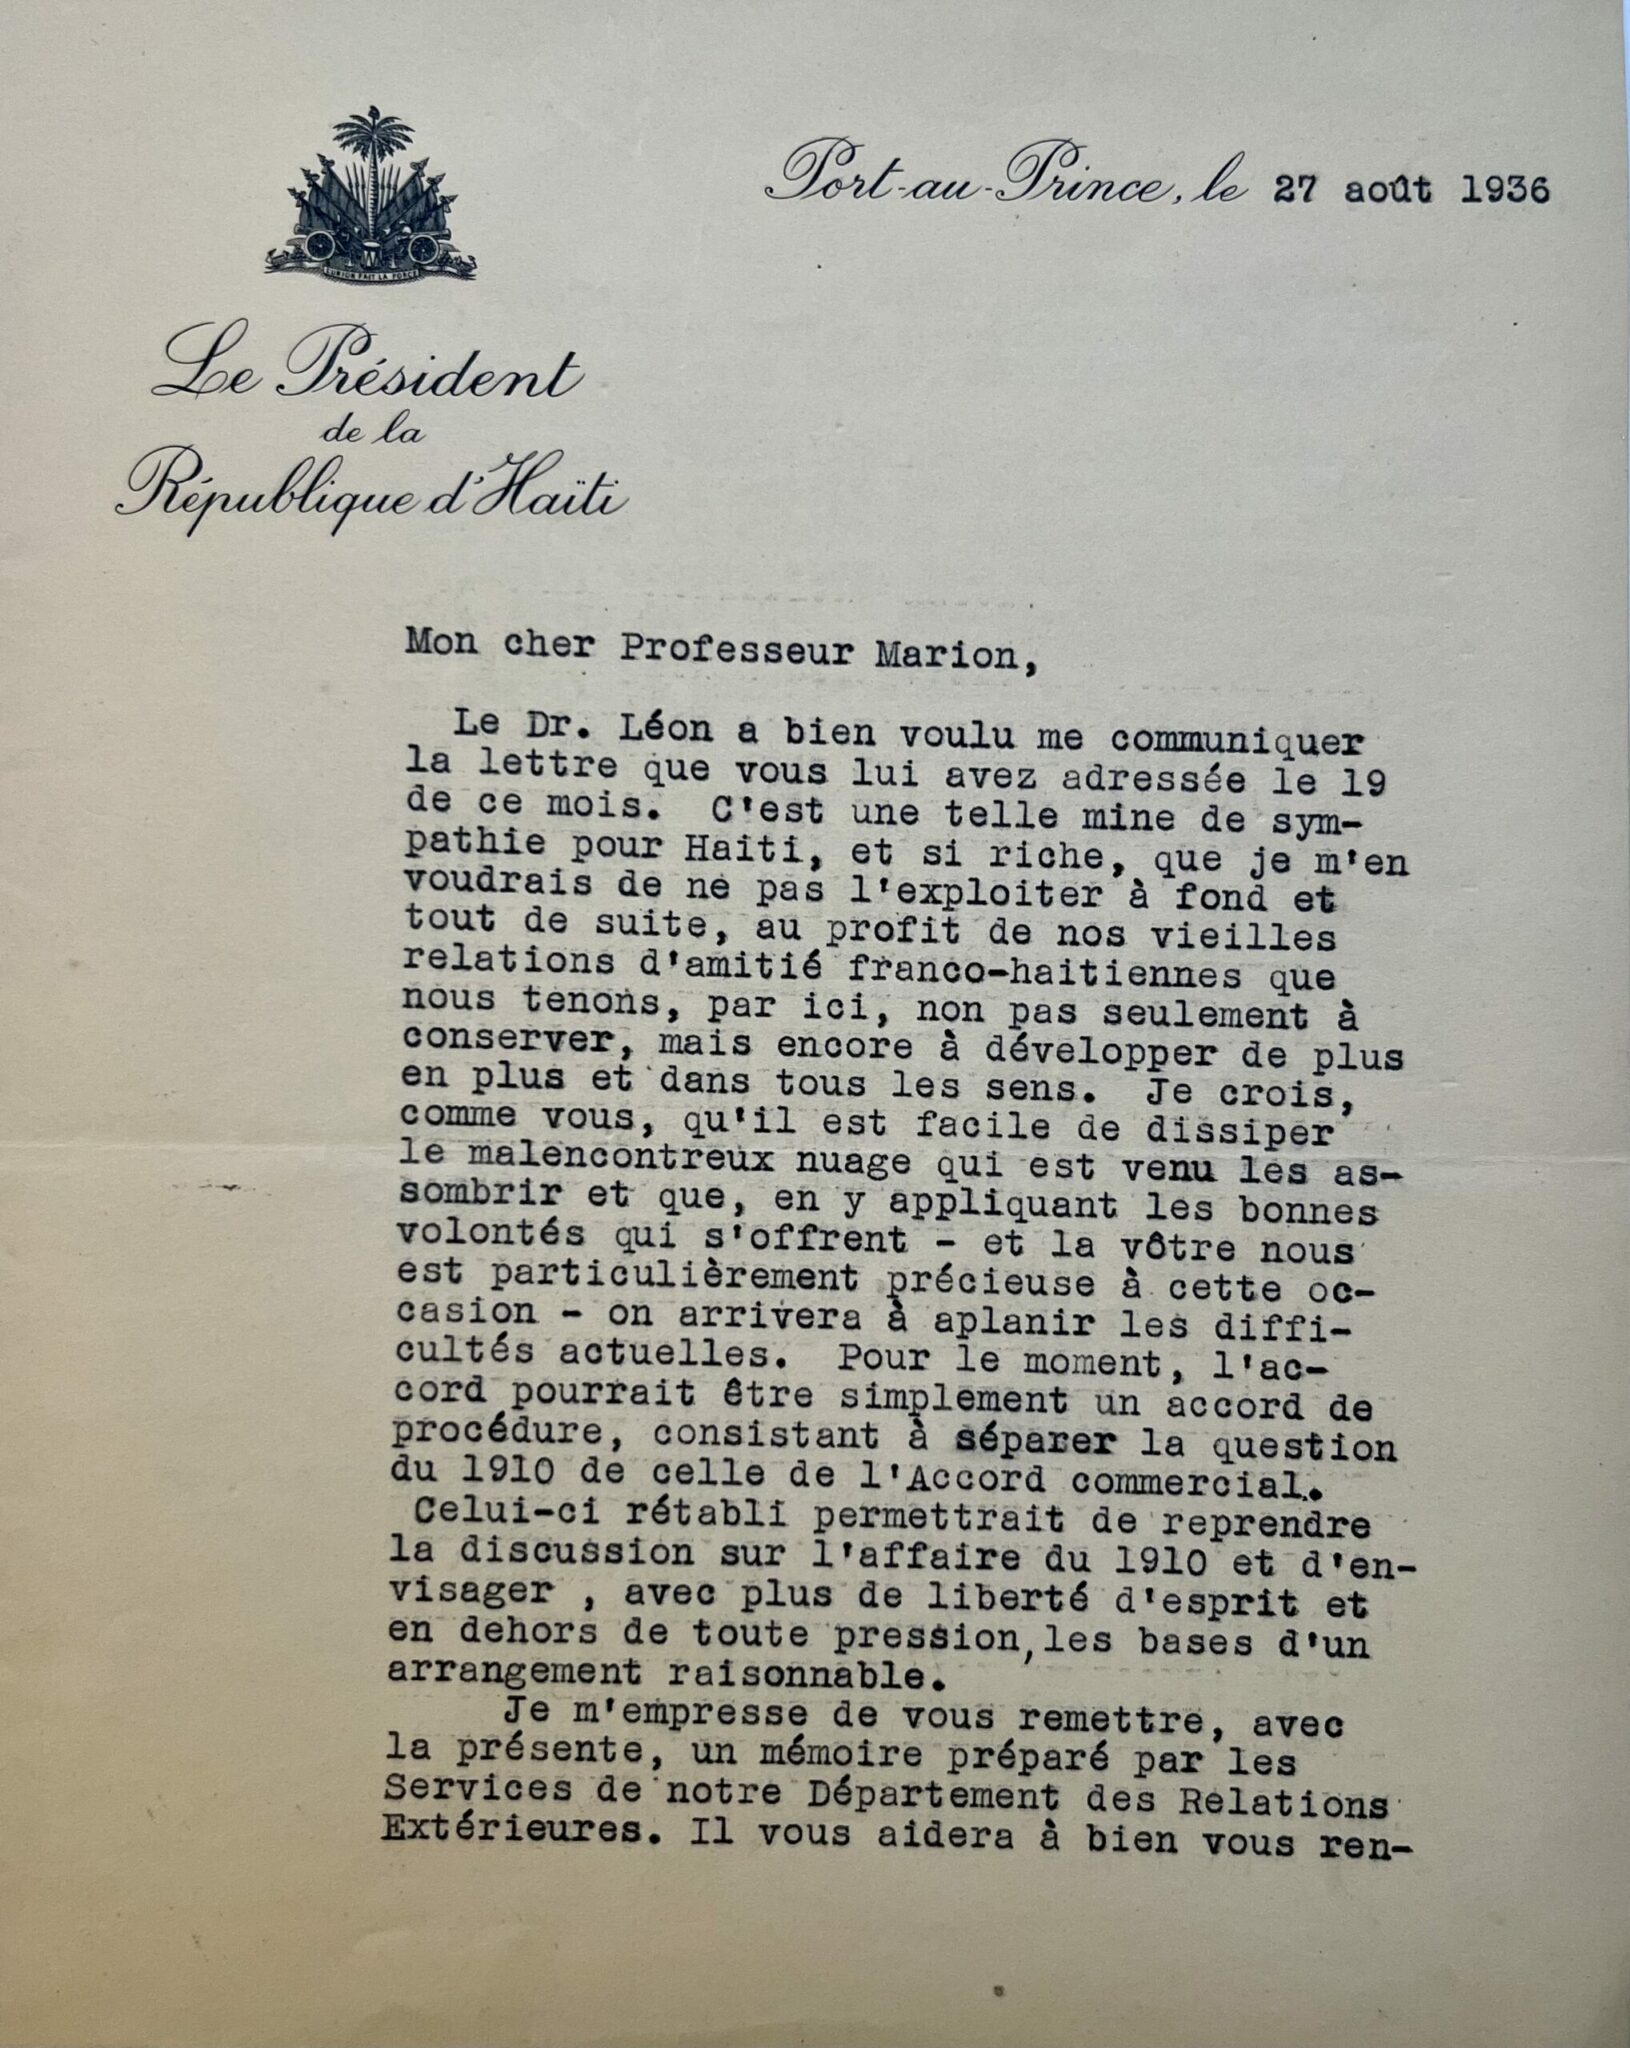 L'UNION FAIT LA FORCE
Port-au-Prince, le 27 août 1936
Le Président
de la
République d'Haïti
Mon cher Professeur Marion,
Le Dr. Léon a bien voulu me communiquer
la lettre que vous lui avez adressée le 19
de ce mois. C'est une telle mine de sym-
pathie pour Haiti, et si riche, que je m'en
voudrais de ne pas l'exploiter à fond et
tout de suite, au profit de nos vieilles
relations d'amitié franco-haitiennes que
nous tenons, par ici, non pas seulement à
conserver, mais encore à développer de plus
en plus et dans tous les sens. Je crois,
comme vous, qu'il est facile de dissiper
le malencontreux nuage qui est venu les as-
sombrir et que, en y appliquant les bonnes
volontés qui s'offrent - et la vôtre nous
est particulièrement précieuse à cette oc-
casion - on arrivera à aplanir les diffi-
cultés actuelles. Pour le moment, l'ac-
cord pourrait être simplement un accord de
procédure, consistant à séparer la question
du 1910 de celle de l'Accord commercial.
Celui-ci rétabli permettrait de reprendre
la discussion sur l'affaire du 1910 et d'en-
visager , avec plus de liberté d'esprit et
en dehors de toute pression, les bases d'un
arrangement raisonnable.
Je m'empresse de vous remettre, avec
la présente, un mémoire préparé par les
Services de notre Département des Relations
Extérieures. Il vous aidera à bien vous ren-